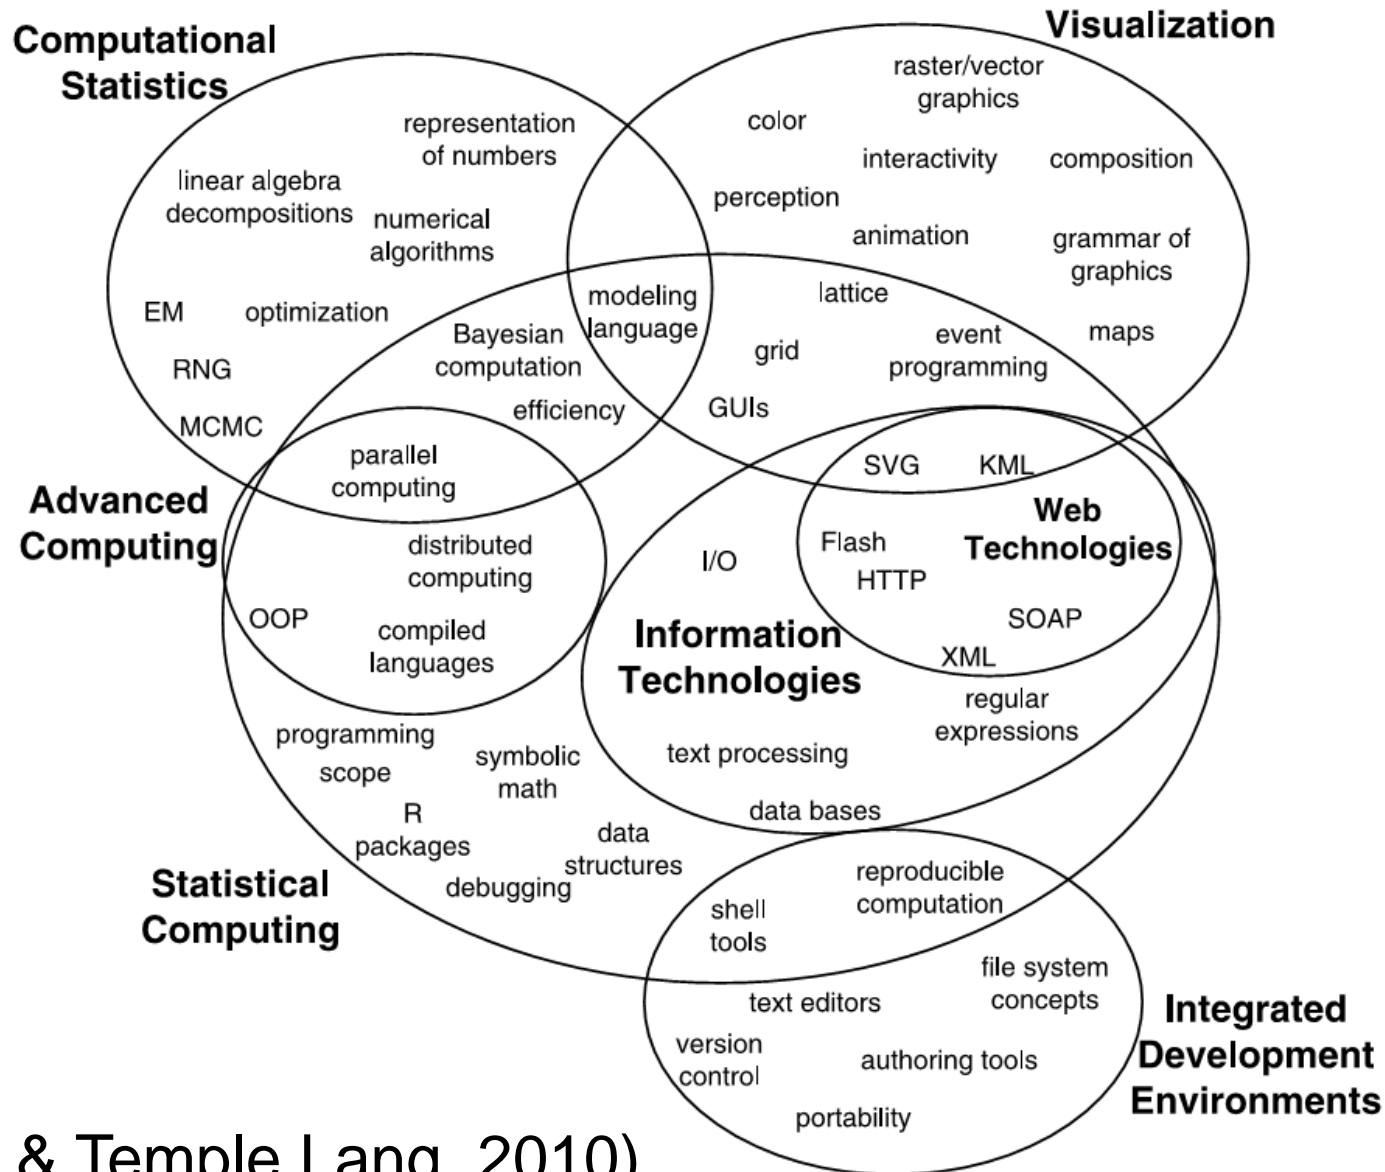 Computational
Statistics
Visualization
raster/vector
graphics
color
representation
of numbers
interactivity
composition
linear algebra
decompositions
perception
numerical
algorithms
animation
grammar of
graphics
EM
optimization
modeling
language
lattice
Bayesian
computation
grid
event
programming
maps
RNG
efficiency
GUIs
MCMC
parallel
computing
SVG
KML
Advanced
Computing
Web
Technologies
distributed
computing
I/O
Flash
HTTP
OOP
compiled
languages
Information
Technologies
SOAP
XML
regular
expressions
programming
scope
symbolic
math
text processing
R
packages
data bases
data
structures
debugging
Statistical
Computing
reproducible
computation
shell
tools
file system
concepts
text editors
Integrated
Development
Environments
version
control
authoring tools
portability
& Temple Lang, 2010)